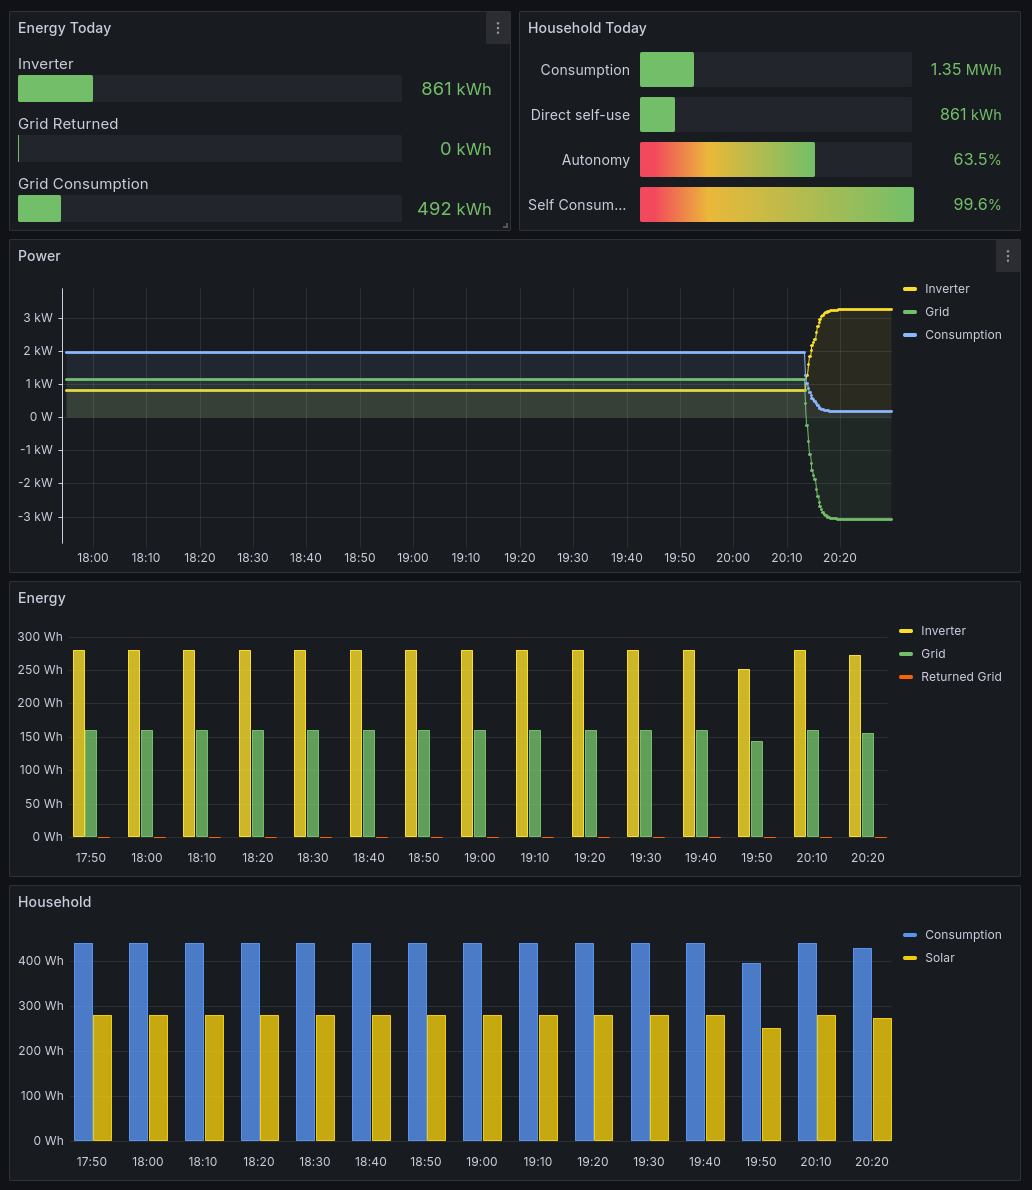 Energy Today
Inverter
861 kWh
Grid Returned
0 kWh
Grid Consumption
492 kWh
Household Today
Consumption
1.35 MWh
Direct self-use
861 kWh
Autonomy
63.5%
Self Consum...
99.6%
Power
3 kW
2 kW
1 kW
0 W
-1 kW
-2 kW
-3 kW
18:00 18:10 18:20 18:30 18:40 18:50 19:00 19:10 19:20 19:30 19:40 19:50 20:00 20:10 20:20
Inverter
Grid
Consumption
Energy
300 Wh
250 Wh
200 Wh
150 Wh
100 Wh
50 Wh
0 Wh
17:50 18:00 18:10 18:20 18:30 18:40 18:50 19:00 19:10 19:20 19:30 19:40 19:50 20:10 20:20
Inverter
Grid
Returned Grid
Household
400 Wh
300 Wh
200 Wh
100 Wh
0 Wh
17:50 18:00 18:10 18:20 18:30 18:40 18:50 19:00 19:10 19:20 19:30 19:40 19:50 20:10 20:20
Consumption
Solar